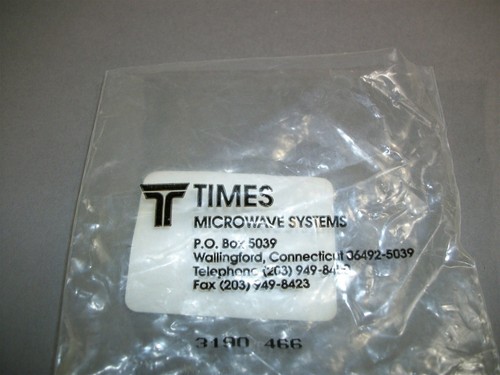 TIMES
MICROWAVE SYSTEMS
P.O. Box 5039
Wallingford, Connecticut 06492-5039
Telephone (203)
Fax (203) 949-8423
3190 466